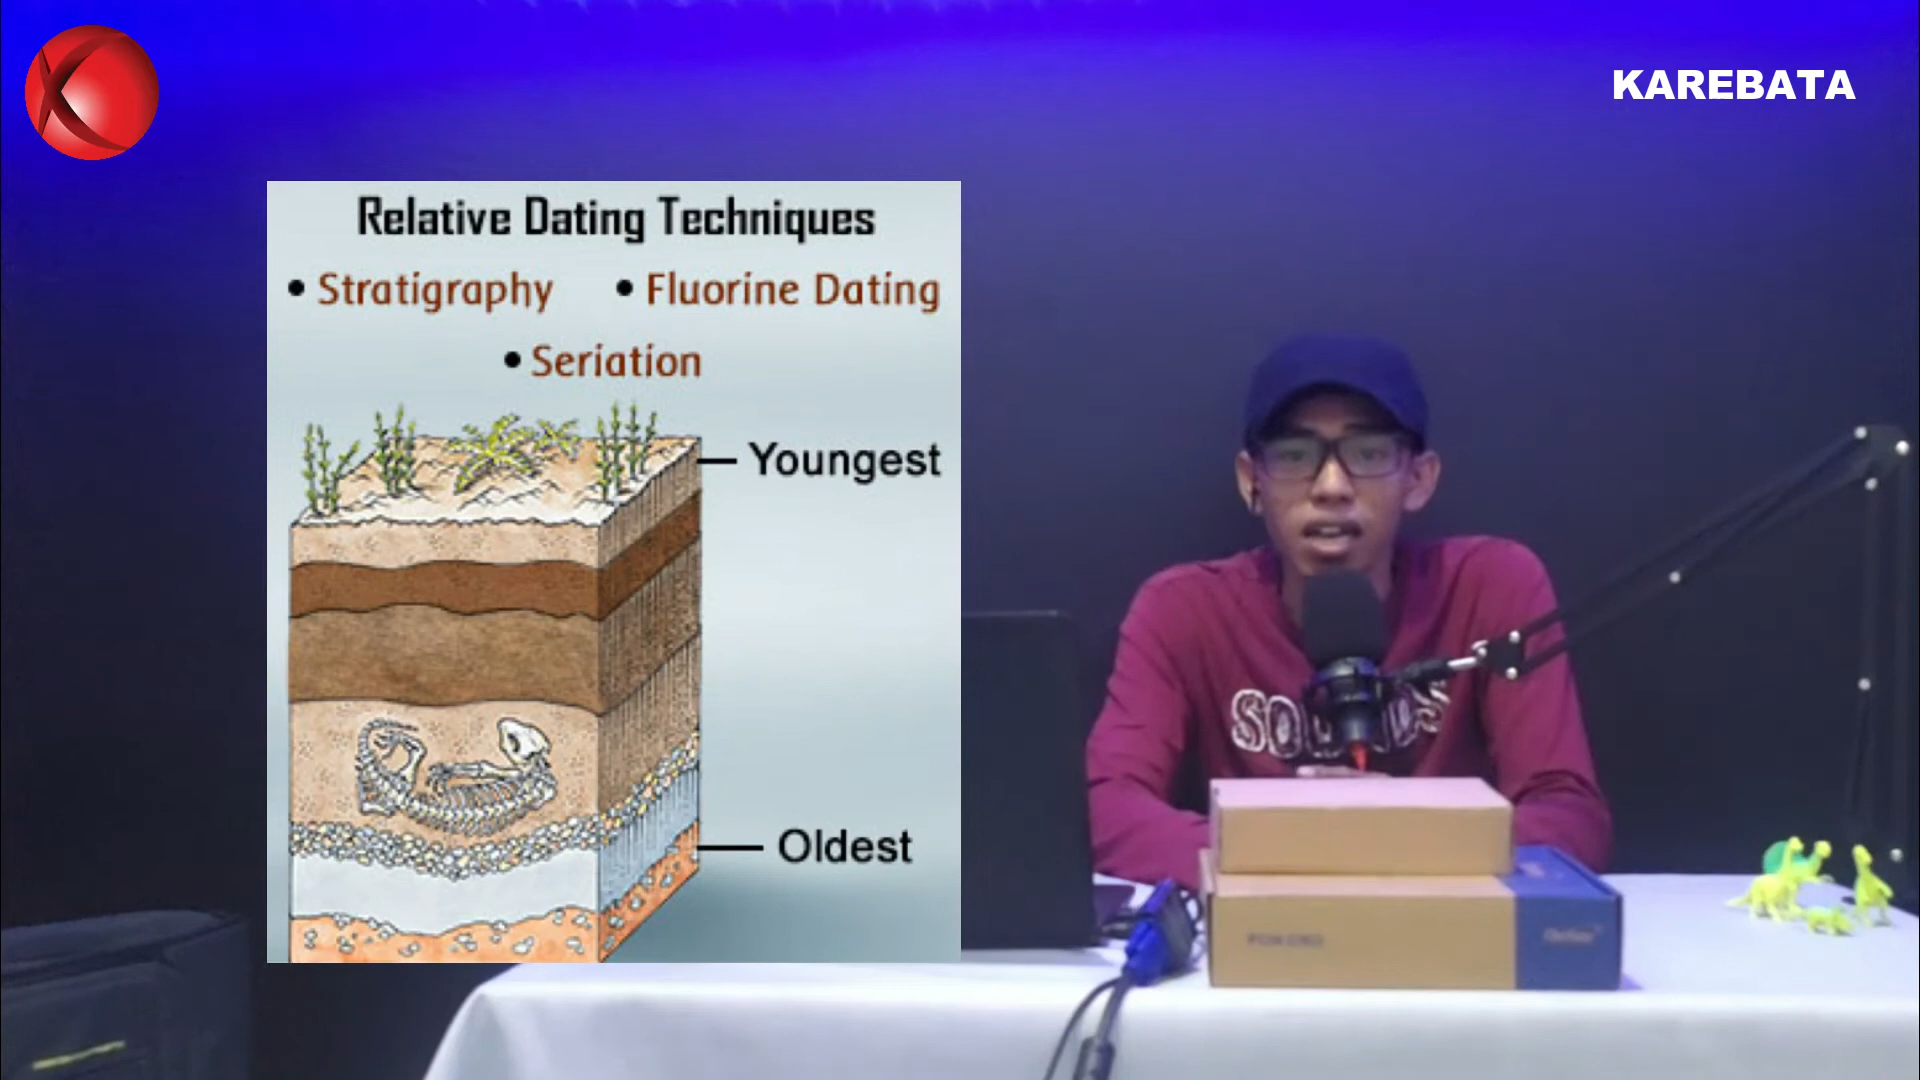 KAREBATA
Relative Dating Techniques
• Stratigraphy • Fluorine Dating
• Seriation
Youngest
Oldest